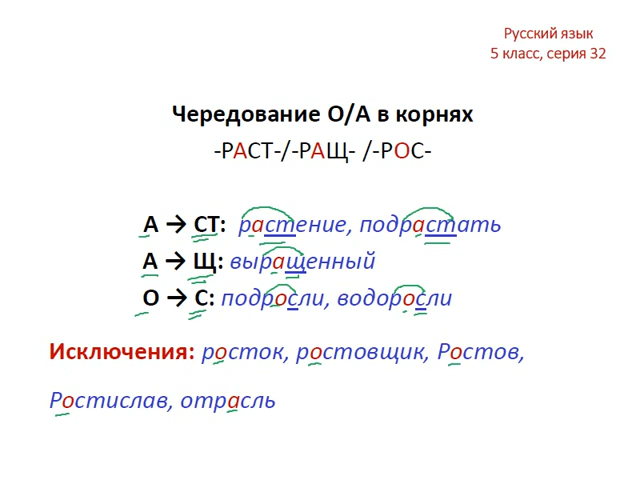 Русский язык
5 класс, серия 32
Чередование О/А в корнях
-РАСТ-/-РАЩ- /-РОС-
А → СТ: растение, подрастать
А → Щ: выращенный
О → С: подросли, водоросли
Исключения: росток, ростовщик, Ростов,
Ростислав, отрасль